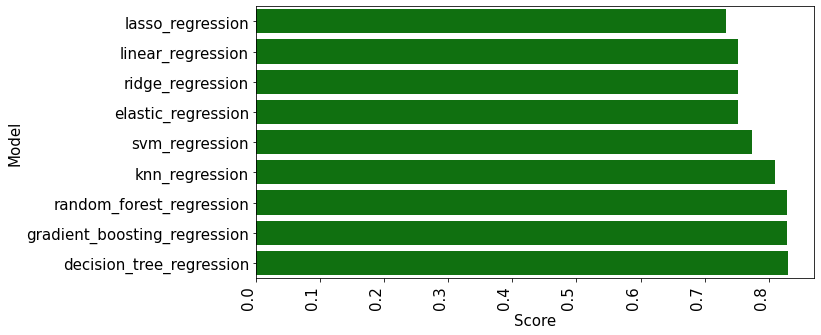 lasso_regression
linear_regression
ridge_regression
elastic_regression
svm_regression
knn_regression
random_forest_regression
gradient_boosting_regression
decision_tree_regression
Model
0.0
0.1
0.2
0.3
0.4
0.5
0.6
0.7
0.8
Score